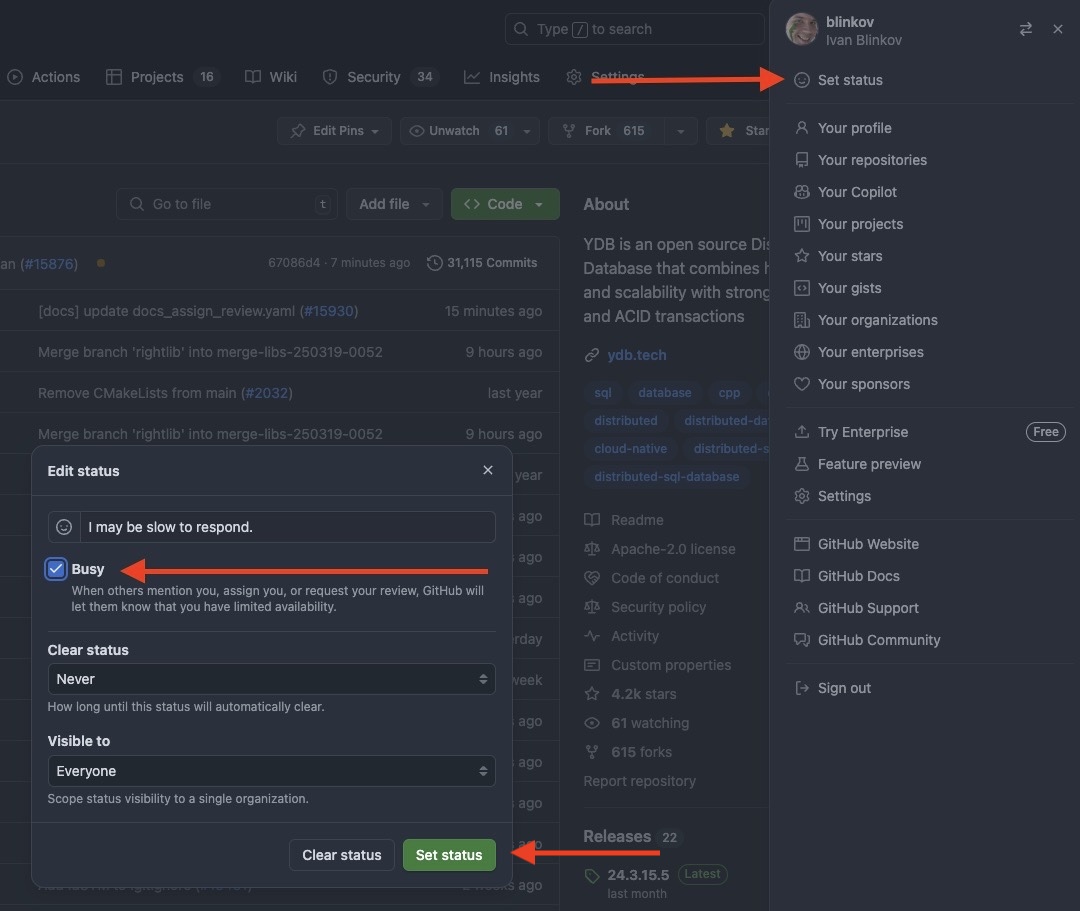 Type / to search
blinkov
Ivan Blinkov
Actions Projects 16 Wiki Security 34 Insights Settings
Set status
Edit Pins Unwatch 61 Fork 615 Star
Your profile
Your repositories
Your Copilot
Your projects
Your stars
Your gists
Your organizations
Your enterprises
Your sponsors
Try Enterprise Free
Feature preview
Settings
GitHub Website
GitHub Docs
GitHub Support
GitHub Community
Sign out
Go to file t Add file Code
an (#15876) 67086d4 · 7 minutes ago 31,115 Commits
[docs] update docs_assign_review.yaml (#15930) 15 minutes ago
Merge branch 'rightlib' into merge-libs-250319-0052 9 hours ago
Remove CMakeLists from main (#2032) last year
Merge branch 'rightlib' into merge-libs-250319-0052 9 hours ago
year
ago
ago
ago
week
ago
ago
ago
ago
ago
About
YDB is an open source
Database that combines
and scalability with strong
and ACID transactions
ydb.tech
sql database cpp
distributed
cloud-native
distributed-sql-database
Readme
Apache-2.0 license
Code of conduct
Security policy
Activity
Custom properties
4.2k stars
61 watching
615 forks
Report repository
Releases 22
24.3.15.5 Latest
last month
Edit status
I may be slow to respond.
Busy
When others mention you, assign you, or request your review, GitHub will
let them know that you have limited availability.
Clear status
Never
How long until this status will automatically clear.
Visible to
Everyone
Scope status visibility to a single organization.
Clear status Set status